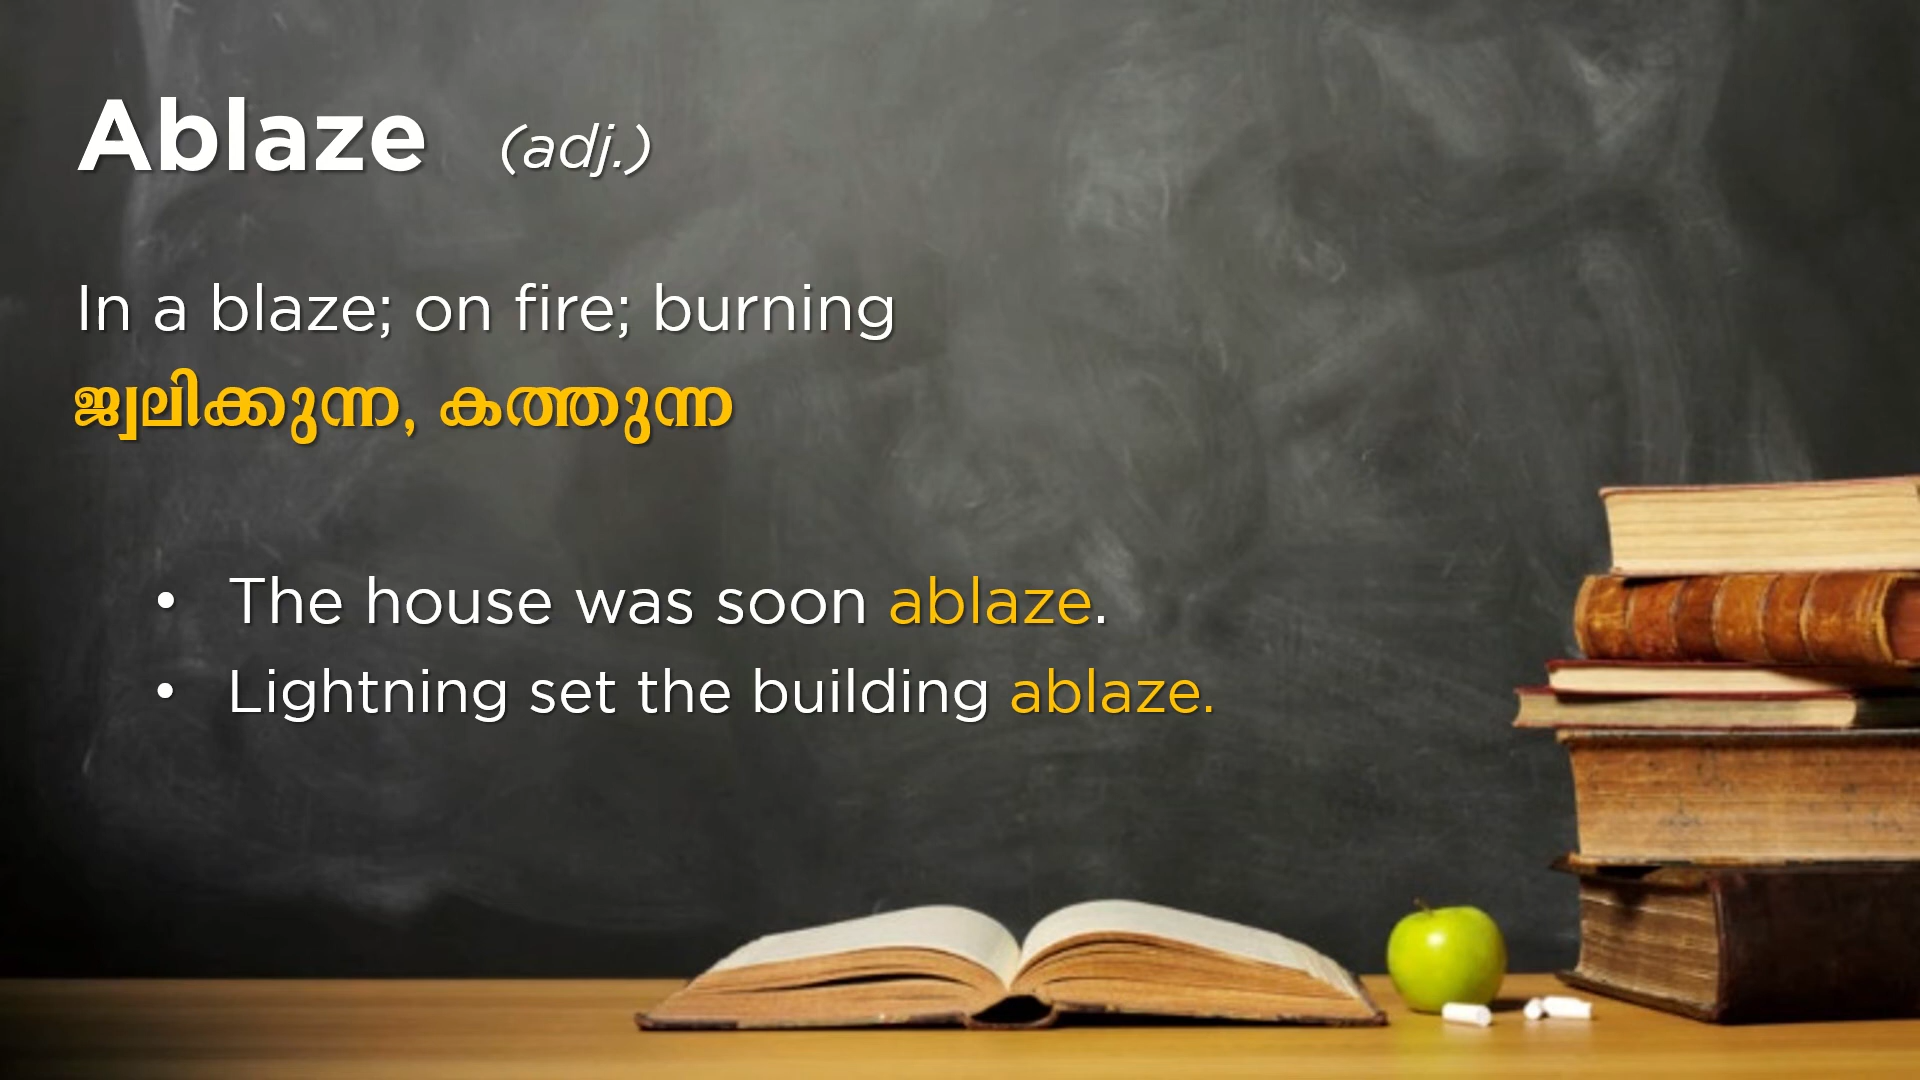 Ablaze (adj.)
In a blaze; on fire; burning
ജ്വലിക്കുന്ന, കത്തുന്ന
• The house was soon ablaze.
• Lightning set the building ablaze.